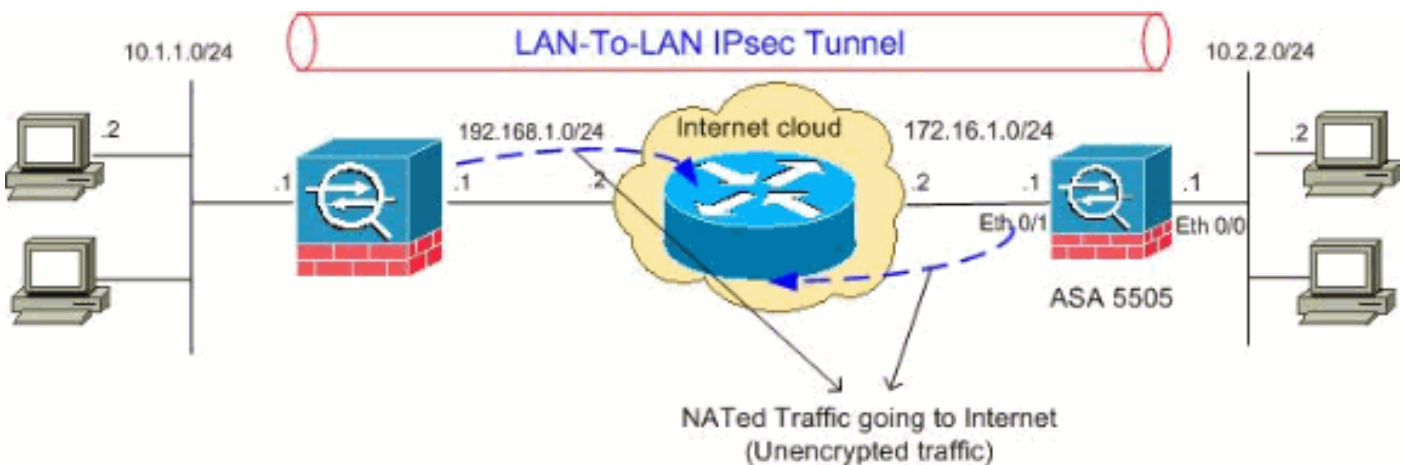 LAN-To-LAN IPsec Tunnel
10.1.1.0/24
10.2.2.0/24
192.168.1.0/24
Internet cloud
172.16.1.0/24
.2
.2
.1
.1
.2
.2
.1
.1
Eth 0/1
Eth 0/0
ASA 5505
NATed Traffic going to Internet
(Unencrypted traffic)